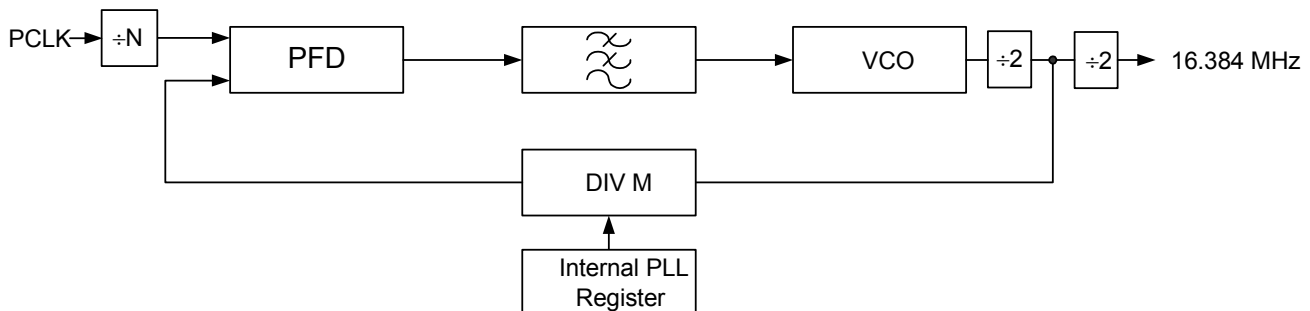 PCLK
÷N
PFD
VCO
÷2
÷2
16.384 MHz
DIV M
Internal PLL
Register